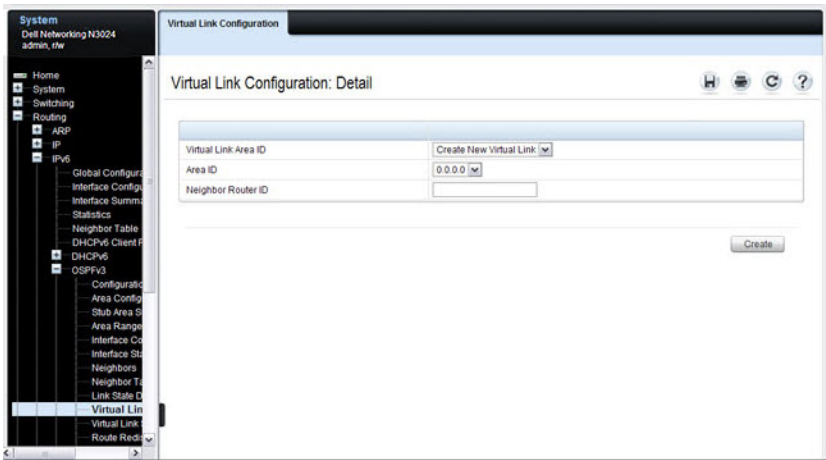 System
Dell Networking N3024
admin, r/w
Home
System
Switching
Routing
ARP
IP
IPv6
Global Configura
Interface Configu
Interface Summa
Statistics
Neighbor Table
DHCPv6 Client P
DHCPv6
OSPFv3
Configuratio
Area Config
Stub Area S
Area Range
Interface Co
Interface Sta
Neighbors
Neighbor Ta
Link State D
Virtual Lin
Virtual Link S
Route Redis
Virtual Link Configuration
Virtual Link Configuration: Detail
?
Virtual Link Area ID Create New Virtual Link
Area ID 0.0.0.0
Neighbor Router ID
Create